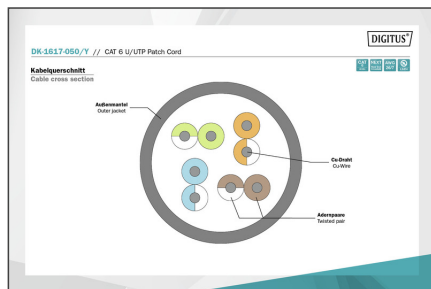 DIGITUS®
DK-1617-050/Y // CAT 6 U/UTP Patch Cord
Kabelquerschnitt
Cable cross section
Außenmantel
Outer jacket
Cu-Draht
Cu-Wire
Adernpaare
Twisted pair